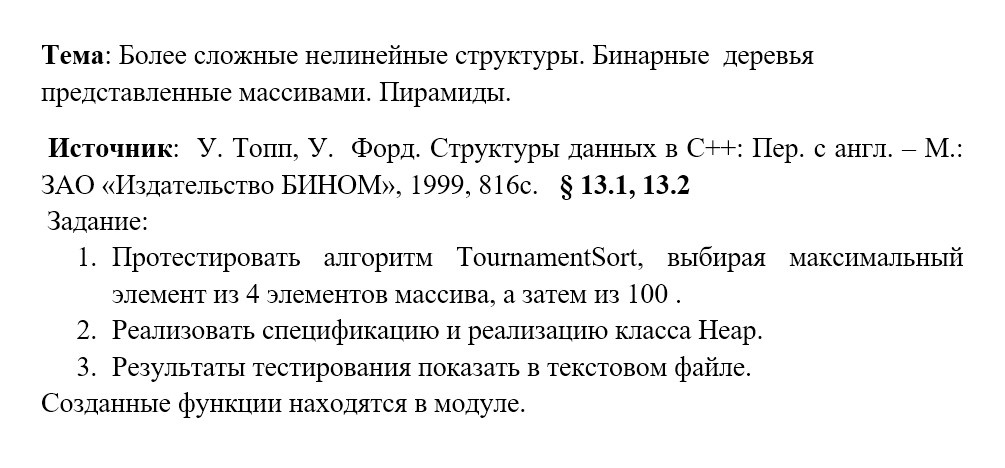 Тема: Более сложные нелинейные структуры. Бинарные деревья
представленные массивами. Пирамиды.
Источник: У. Топп, У. Форд. Структуры данных в С++: Пер. с англ. – М.:
ЗАО «Издательство БИНОМ», 1999, 816с. § 13.1, 13.2
Задание:
1. Протестировать алгоритм TournamentSort, выбирая максимальный
элемент из 4 элементов массива, а затем из 100 .
2. Реализовать спецификацию и реализацию класса Heap.
3. Результаты тестирования показать в текстовом файле.
Созданные функции находятся в модуле.